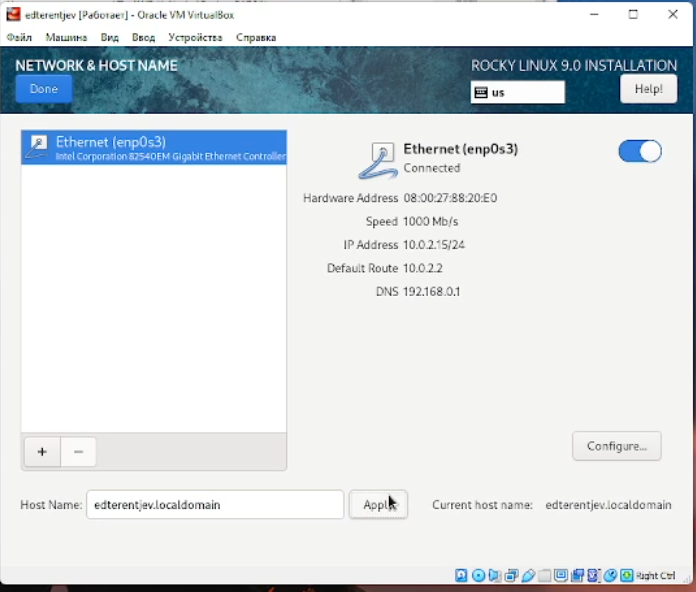 edterentjev [Работает] - Oracle VM VirtualBox
Файл Машина Вид Ввод Устройства Справка
NETWORK & HOST NAME
ROCKY LINUX 9.0 INSTALLATION
Done
us
Help!
Ethernet (enp0s3)
Intel Corporation 82540EM Gigabit Ethernet Controller
Ethernet (enp0s3)
Connected
Hardware Address 08:00:27:88:20:E0
Speed 1000 Mb/s
IP Address 10.0.2.15/24
Default Route 10.0.2.2
DNS 192.168.0.1
+ −
Configure...
Host Name: edterentjev.localdomain Apply Current host name: edterentjev.localdomain
Right Ctrl